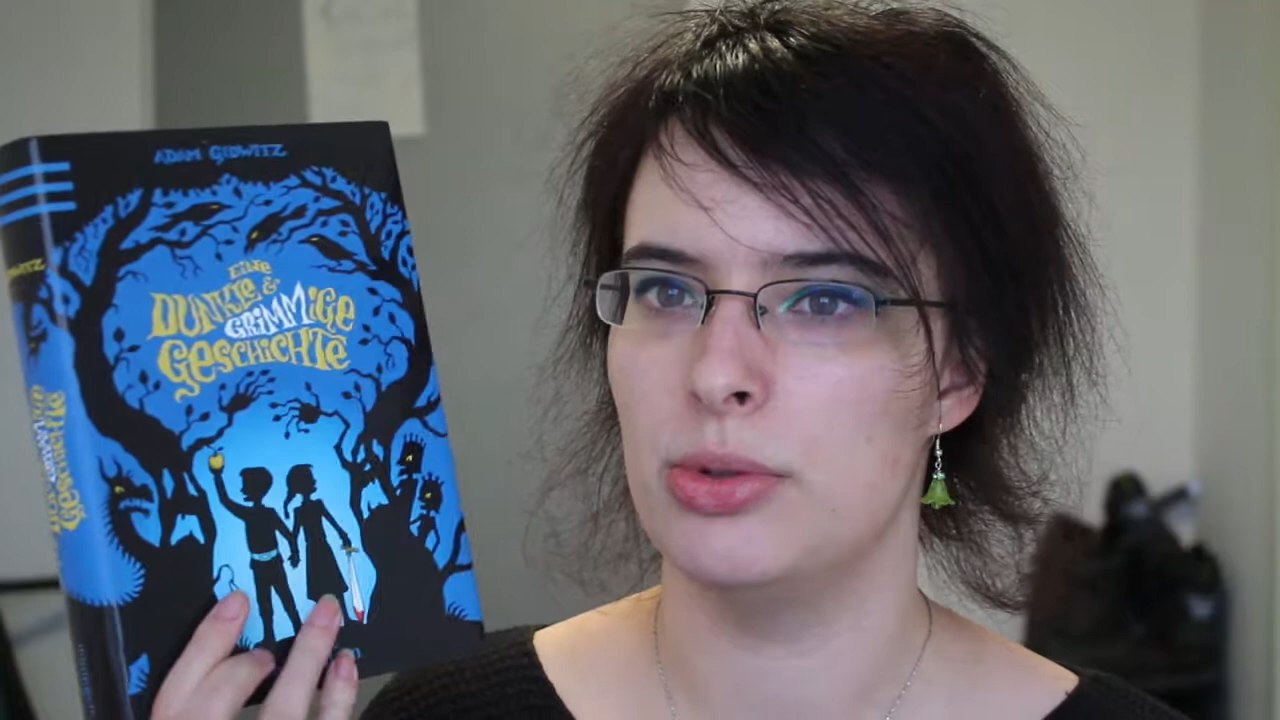 ADAM GIDWITZ
EINE
DUNKLE &
GRIMMIGE
GESCHICHTE